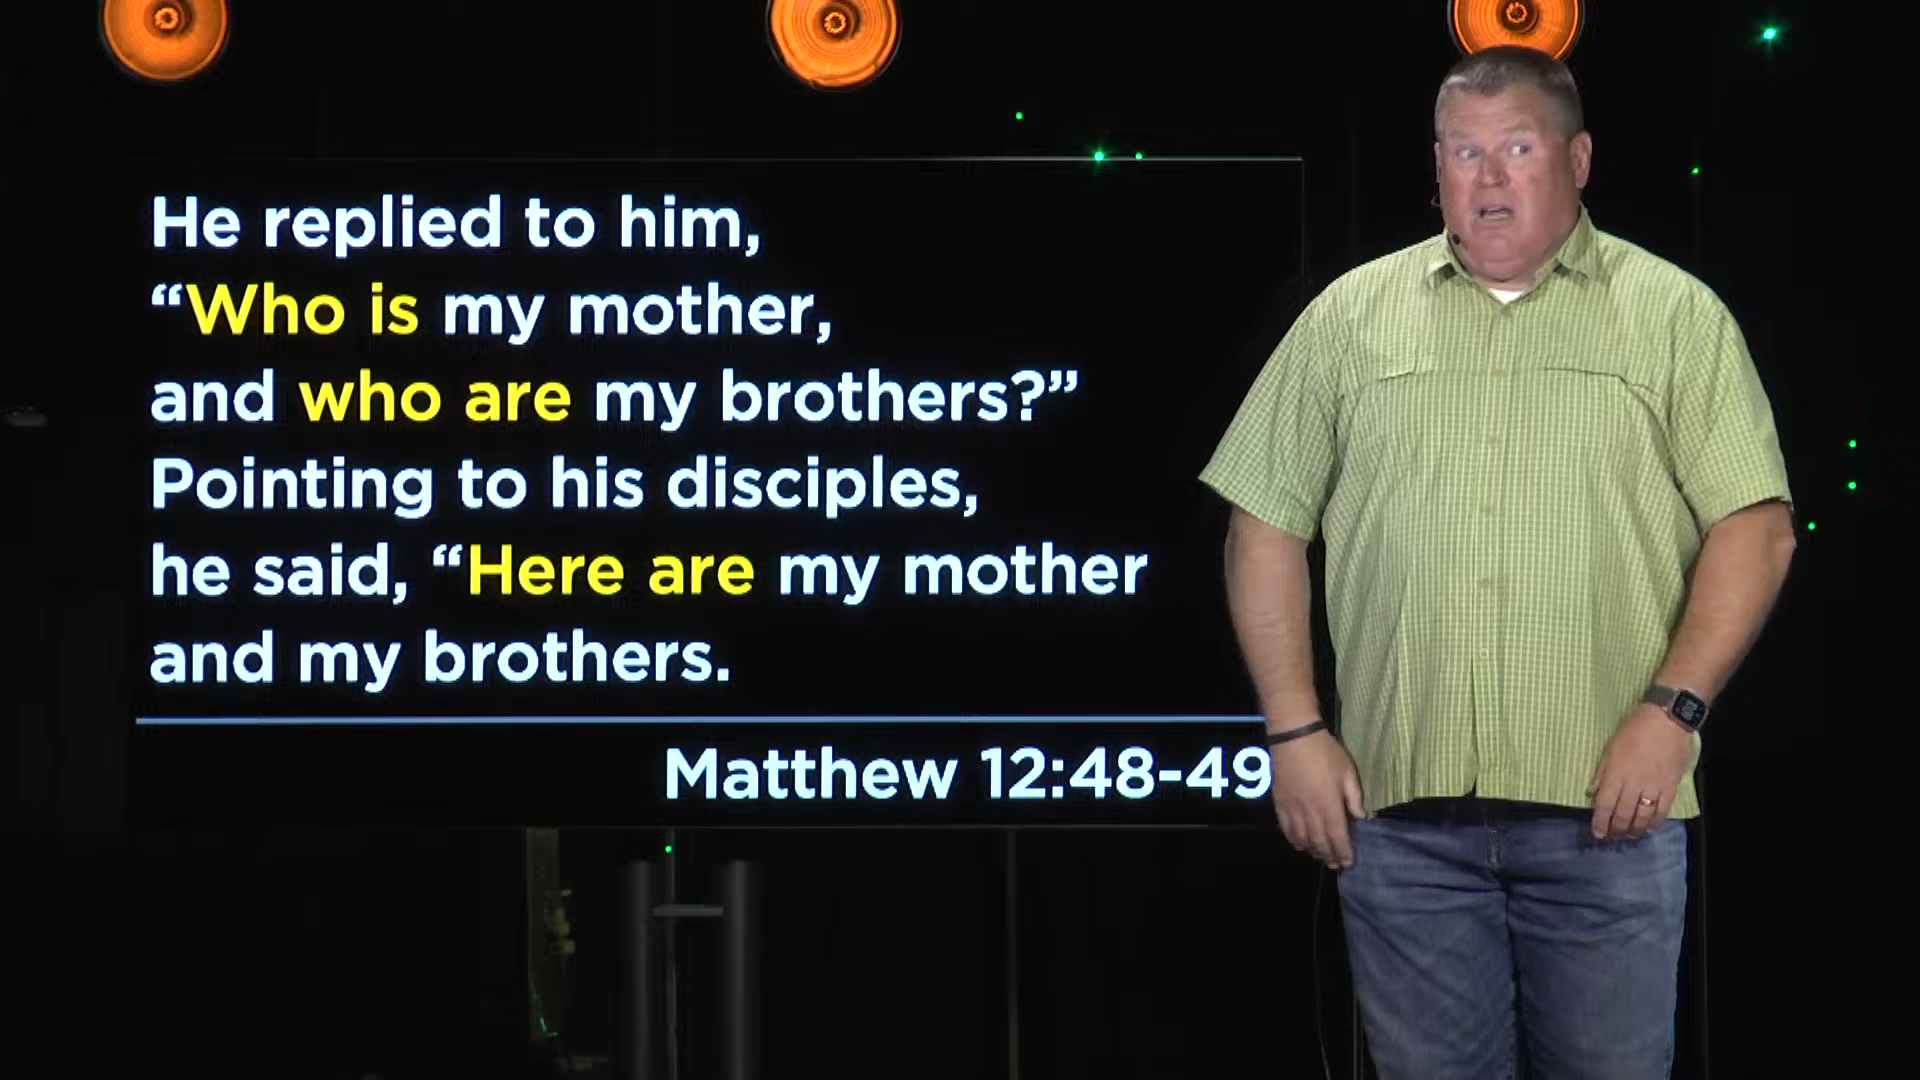 He replied to him,
“Who is my mother,
and who are my brothers?”
Pointing to his disciples,
he said, “Here are my mother
and my brothers.
Matthew 12:48-49